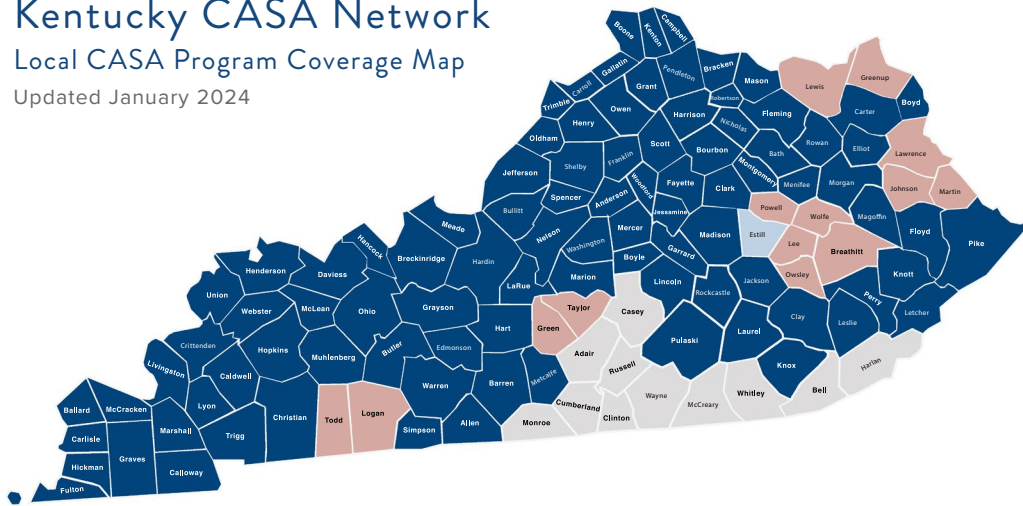 Kentucky CASA Network
Local CASA Program Coverage Map
Updated January 2024
Boone
Kenton
Campbell
Gallatin
Carroll
Trimble
Grant
Pendleton
Bracken
Mason
Robertson
Lewis
Greenup
Owen
Henry
Harrison
Nicholas
Fleming
Carter
Boyd
Oldham
Scott
Bourbon
Bath
Rowan
Elliot
Lawrence
Jefferson
Shelby
Franklin
Spencer
Anderson
Woodford
Fayette
Clark
Montgomery
Menifee
Morgan
Johnson
Martin
Bullitt
Jessamine
Powell
Wolfe
Magoffin
Meade
Nelson
Washington
Mercer
Garrard
Madison
Estill
Lee
Breathitt
Floyd
Pike
Hancock
Breckinridge
Hardin
Boyle
Henderson
Daviess
LaRue
Marion
Lincoln
Rockcastle
Jackson
Owsley
Knott
Union
Webster
McLean
Ohio
Grayson
Taylor
Casey
Perry
Letcher
Clay
Leslie
Hart
Green
Pulaski
Laurel
Crittenden
Hopkins
Muhlenberg
Butler
Edmonson
Adair
Russell
Knox
Harlan
Livingston
Caldwell
Warren
Barren
Metcalfe
Wayne
McCreary
Whitley
Bell
Ballard
McCracken
Lyon
Christian
Todd
Logan
Simpson
Allen
Monroe
Cumberland
Clinton
Carlisle
Marshall
Trigg
Graves
Hickman
Calloway
Fulton